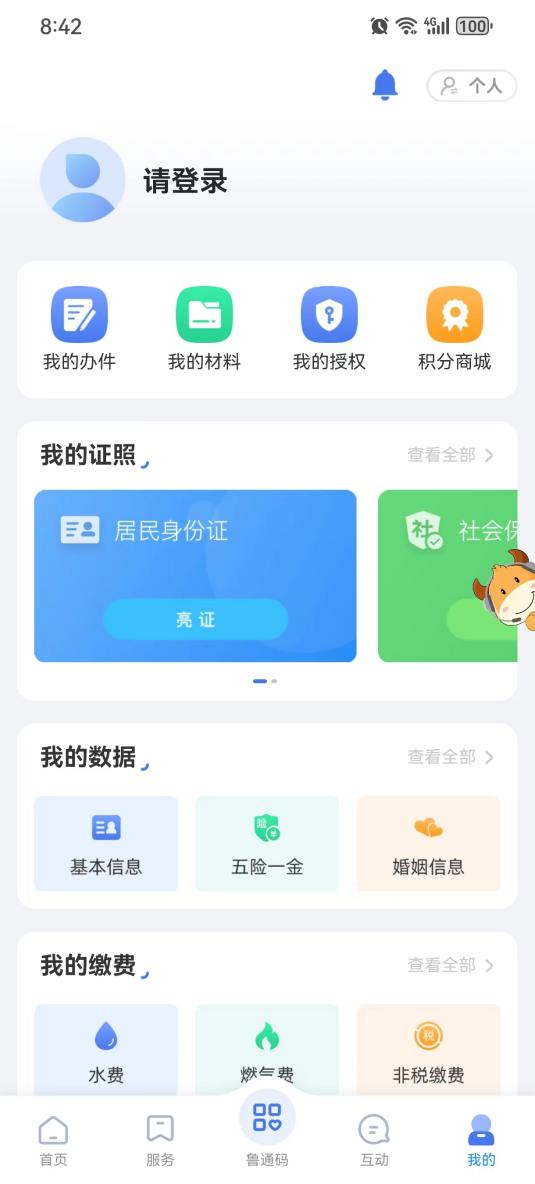 8:42
4G
100
个人
请登录
我的办件 我的材料 我的授权 积分商城
我的证照 查看全部
居民身份证 社 社会保
亮证
我的数据 查看全部
险 ¥
基本信息 五险一金 婚姻信息
我的缴费 查看全部
税
水费 燃气费 非税缴费
首页 服务 鲁通码 互动 我的